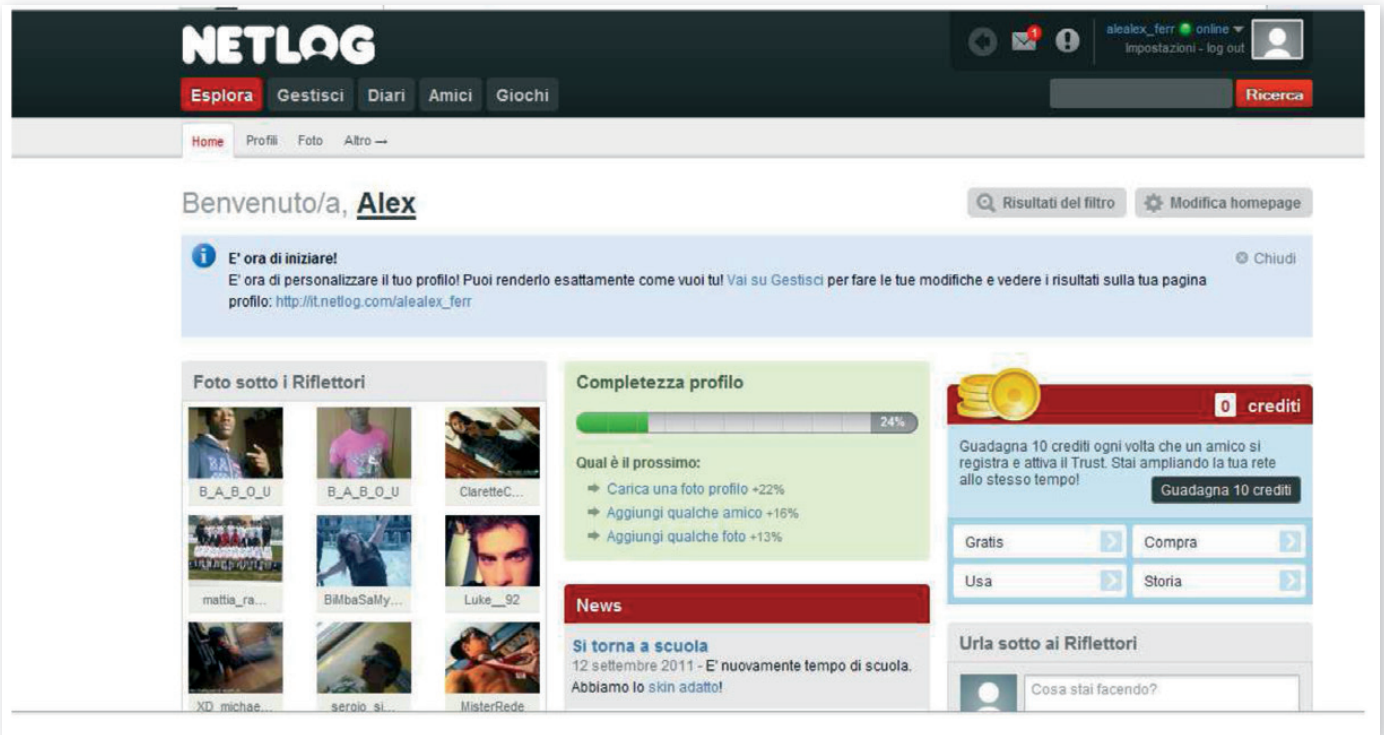 NETLOG
1
alealex_ferr online
Impostazioni - log out
Esplora Gestisci Diari Amici Giochi
Ricerca
Home Profili Foto Altro →
Benvenuto/a, Alex
Risultati del filtro
Modifica homepage
E' ora di iniziare!
Chiudi
E' ora di personalizzare il tuo profilo! Puoi renderlo esattamente come vuoi tu! Vai su Gestisci per fare le tue modifiche e vedere i risultati sulla tua pagina
profilo: http://it.netlog.com/alealex_ferr
Foto sotto i Riflettori
B_A_B_O_U
B_A_B_O_U
ClaretteC...
mattia_ra...
BiMbaSaMy...
Luke__92
XD_michae...
sergio_si...
MisterRede
Completezza profilo
24%
Qual è il prossimo:
Carica una foto profilo +22%
Aggiungi qualche amico +16%
Aggiungi qualche foto +13%
News
Si torna a scuola
12 settembre 2011 - E' nuovamente tempo di scuola.
Abbiamo lo skin adatto!
0 crediti
Guadagna 10 crediti ogni volta che un amico si
registra e attiva il Trust. Stai ampliando la tua rete
allo stesso tempo!
Guadagna 10 crediti
Gratis
Compra
Usa
Storia
Urla sotto ai Riflettori
Cosa stai facendo?